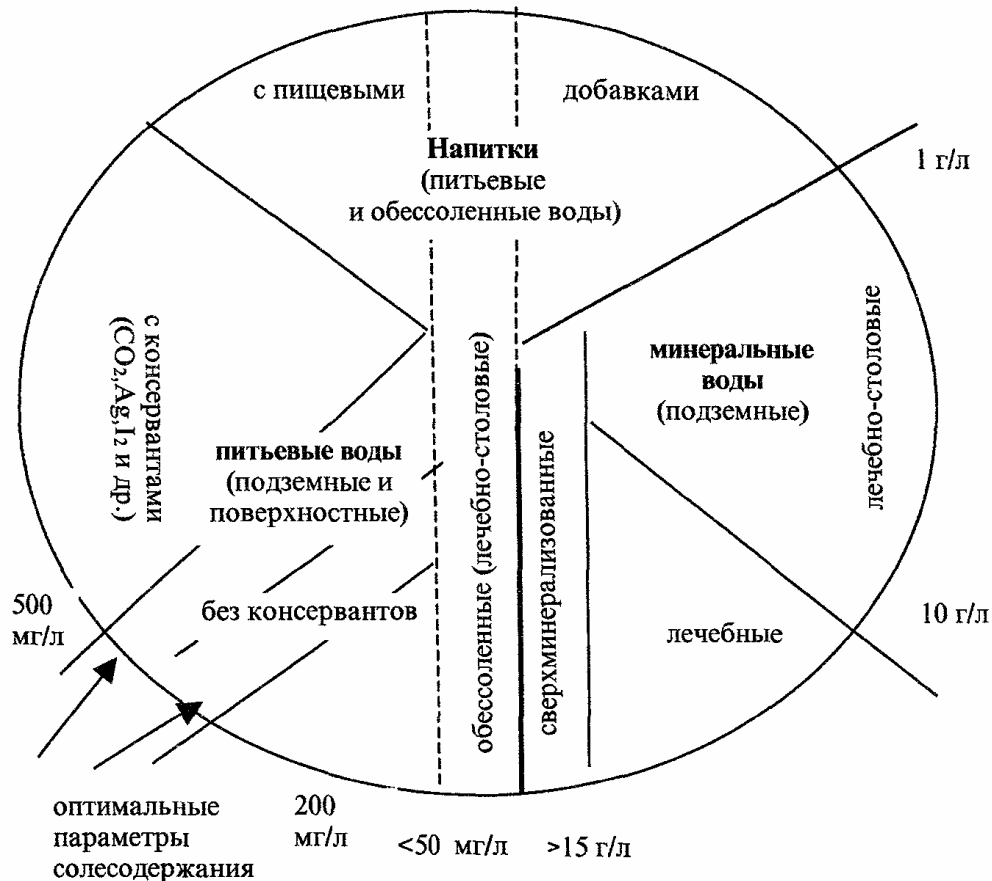 с пищевыми
добавками
Напитки
(питьевые
и обессоленные воды)
1 г/л
с консервантами
(CO₂,Ag,I₂ и др.)
питьевые воды
(подземные и
поверхностные)
без консервантов
обессоленные (лечебно-столовые)
сверхминерализованные
минеральные
воды
(подземные)
лечебно-столовые
лечебные
500
мг/л
10 г/л
оптимальные
параметры
солесодержания
200
мг/л
<50 мг/л
>15 г/л